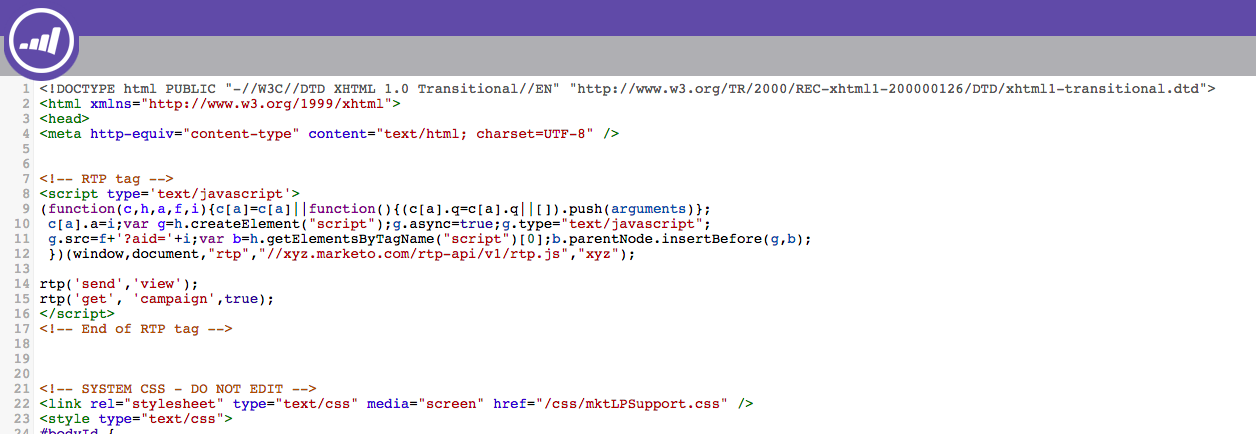 1 <!DOCTYPE html PUBLIC "-//W3C//DTD XHTML 1.0 Transitional//EN" "http://www.w3.org/TR/2000/REC-xhtml1-200000126/DTD/xhtml1-transitional.dtd">
2 <html xmlns="http://www.w3.org/1999/xhtml">
3 <head>
4 <meta http-equiv="content-type" content="text/html; charset=UTF-8" />
5
6
7 <!-- RTP tag -->
8 <script type='text/javascript'>
9 (function(c,h,a,f,i){c[a]=c[a]||function(){(c[a].q=c[a].q||[]).push(arguments)};
10 c[a].a=i;var g=h.createElement("script");g.async=true;g.type="text/javascript";
11 g.src=f+'?aid='+i;var b=h.getElementsByTagName("script")[0];b.parentNode.insertBefore(g,b);
12 })(window,document,"rtp","//xyz.marketo.com/rtp-api/v1/rtp.js","xyz");
13
14 rtp('send','view');
15 rtp('get', 'campaign',true);
16 </script>
17 <!-- End of RTP tag -->
18
19
20
21 <!-- SYSTEM CSS - DO NOT EDIT -->
22 <link rel="stylesheet" type="text/css" media="screen" href="/css/mktLPSupport.css" />
23 <style type="text/css">
24 #bodyId {